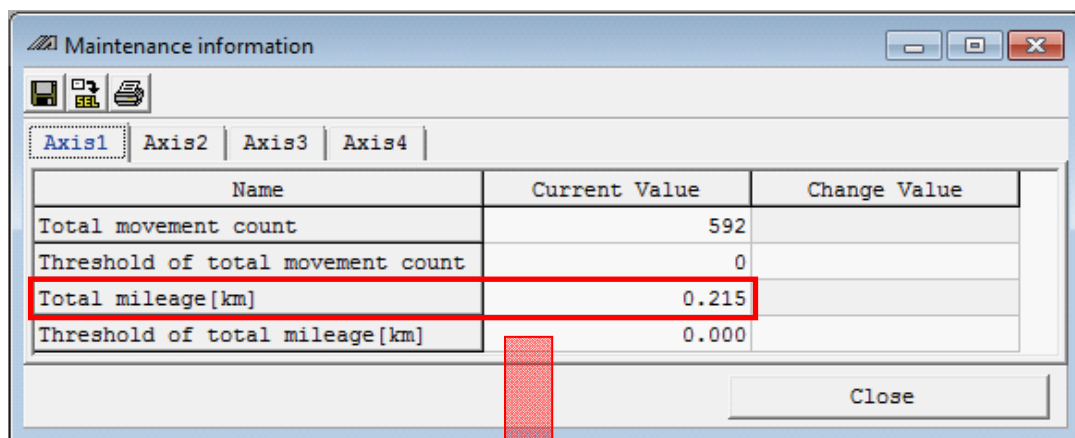 Maintenance information
SEL
Axis1 Axis2 Axis3 Axis4
Name Current Value Change Value
Total movement count 592
Threshold of total movement count 0
Total mileage[km] 0.215
Threshold of total mileage[km] 0.000
Close